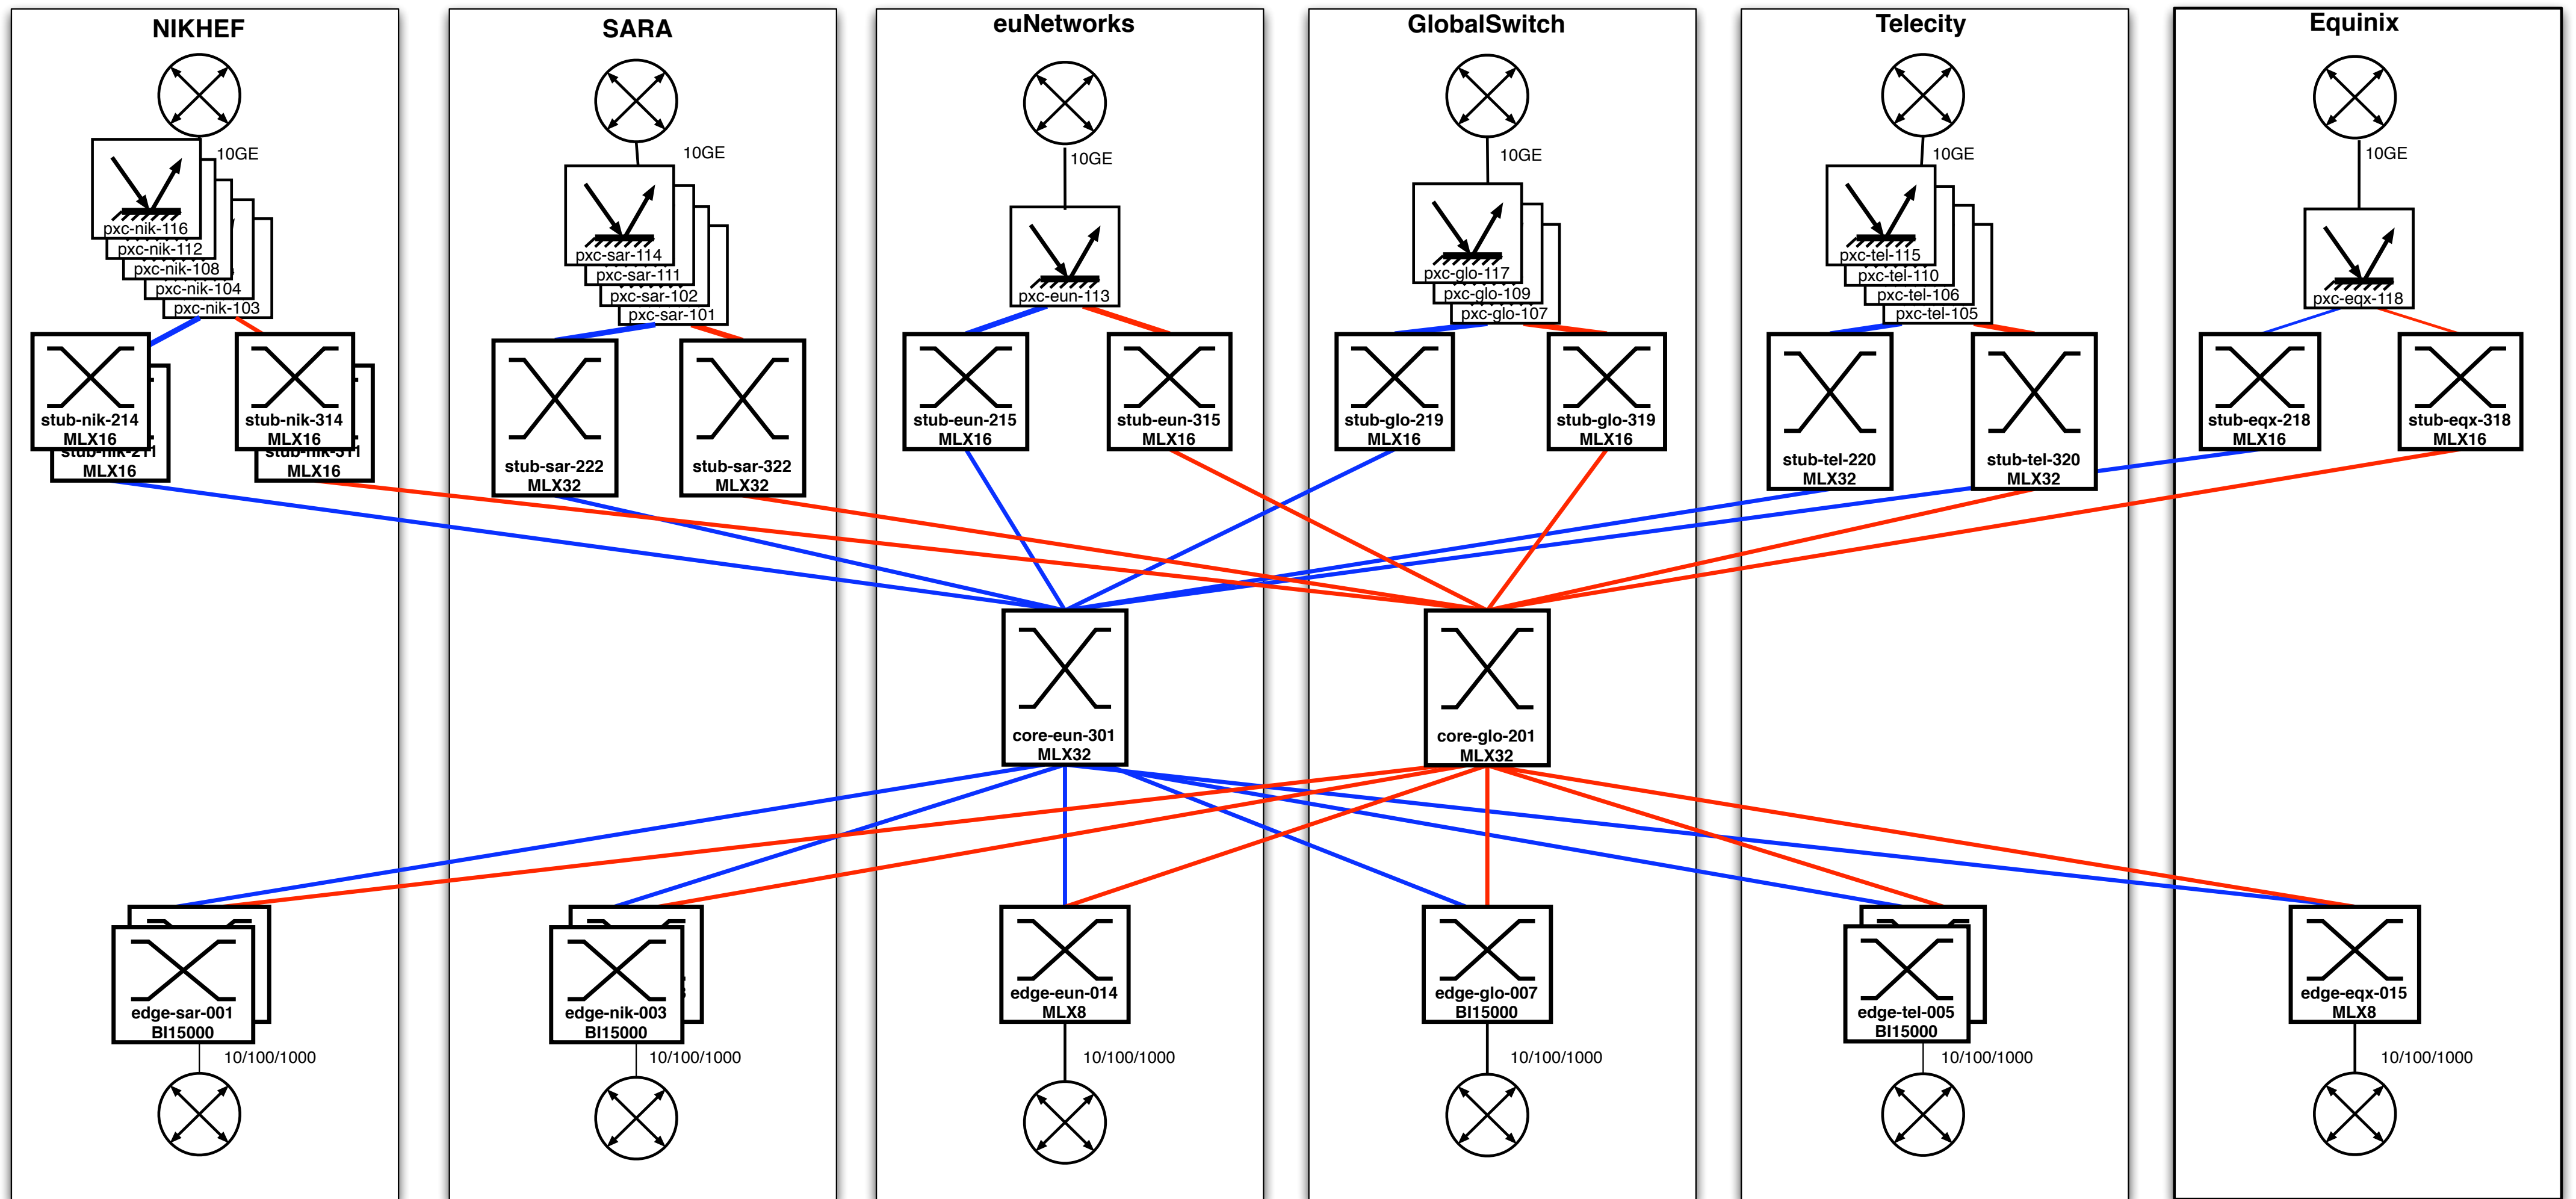 NIKHEF
10GE
pxc-nik-116
pxc-nik-112
pxc-nik-108
pxc-nik-104
pxc-nik-103
stub-nik-214
MLX16
stub-nik-211
MLX16
stub-nik-314
MLX16
stub-nik-311
MLX16
edge-sar-001
BI15000
10/100/1000
SARA
10GE
pxc-sar-114
pxc-sar-111
pxc-sar-102
pxc-sar-101
stub-sar-222
MLX32
stub-sar-322
MLX32
edge-nik-003
BI15000
10/100/1000
euNetworks
10GE
pxc-eun-113
stub-eun-215
MLX16
stub-eun-315
MLX16
core-eun-301
MLX32
edge-eun-014
MLX8
10/100/1000
GlobalSwitch
10GE
pxc-glo-117
pxc-glo-109
pxc-glo-107
stub-glo-219
MLX16
stub-glo-319
MLX16
core-glo-201
MLX32
edge-glo-007
BI15000
10/100/1000
Telecity
10GE
pxc-tel-115
pxc-tel-110
pxc-tel-106
pxc-tel-105
stub-tel-220
MLX32
stub-tel-320
MLX32
edge-tel-005
BI15000
10/100/1000
Equinix
10GE
pxc-eqx-118
stub-eqx-218
MLX16
stub-eqx-318
MLX16
edge-eqx-015
MLX8
10/100/1000